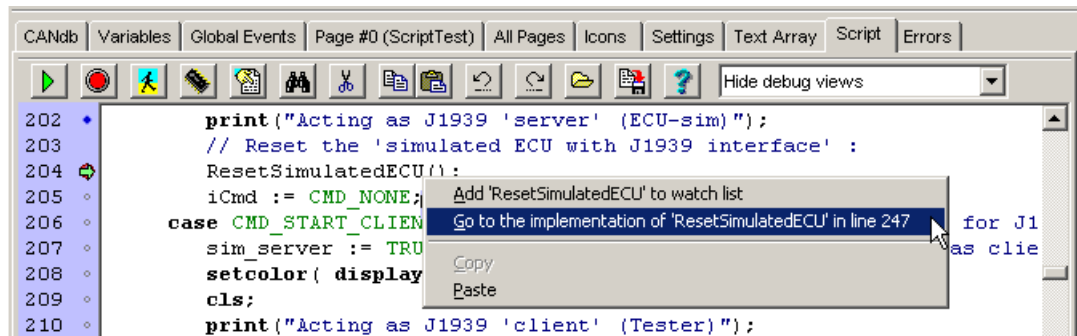 CANdb Variables Global Events Page #0 (ScriptTest) All Pages Icons Settings Text Array Script Errors
Hide debug views
202 print("Acting as J1939 'server' (ECU-sim)");
203 // Reset the 'simulated ECU with J1939 interface' :
204 ResetSimulatedECU();
205 iCmd := CMD_NONE;
Add 'ResetSimulatedECU' to watch list
206 case CMD_START_CLIEN
Go to the implementation of 'ResetSimulatedECU' in line 247
for J1
207 sim_server := TRU
as clie
208 setcolor( display
Copy
209 cls;
Paste
210 print("Acting as J1939 'client' (Tester)");